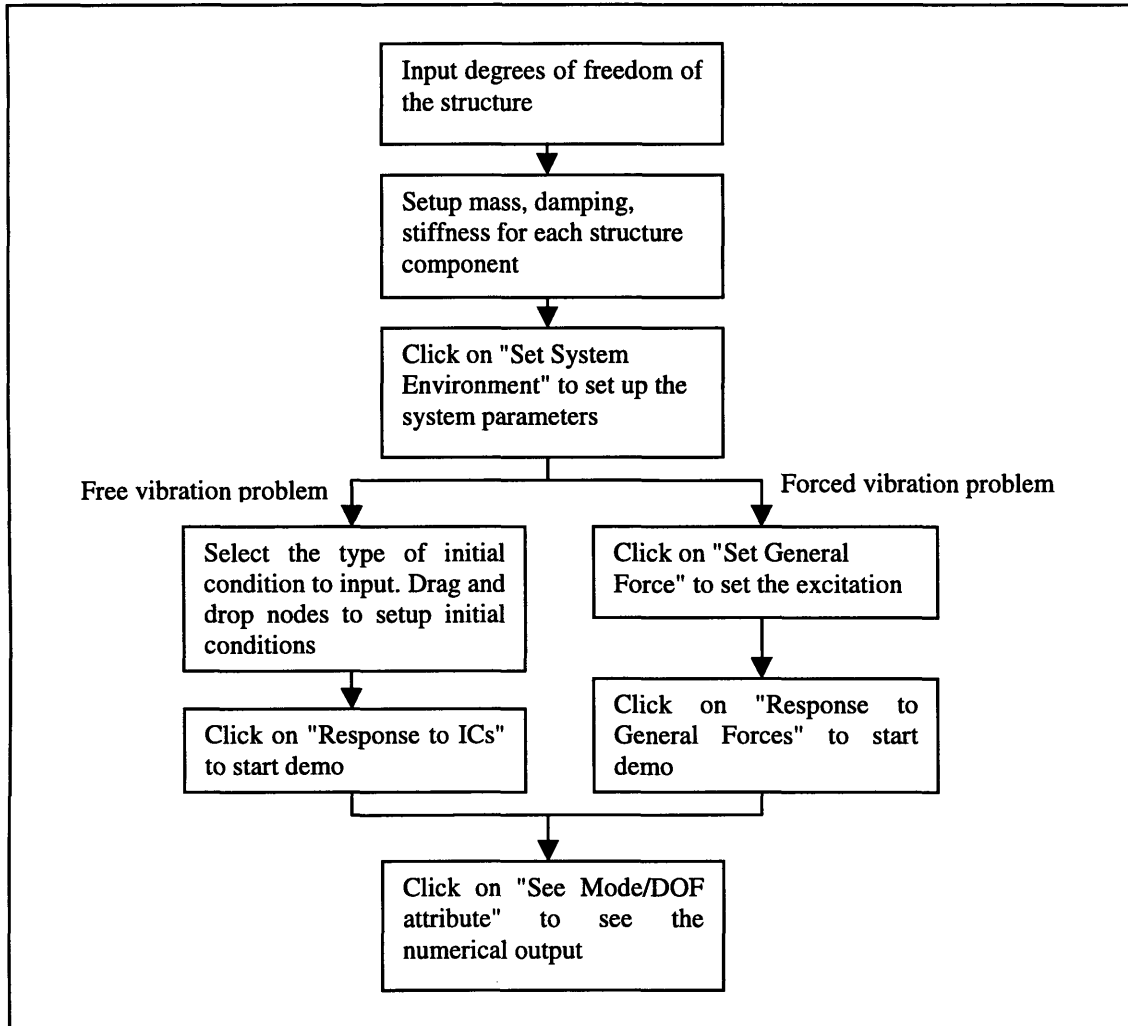 Input degrees of freedom of
the structure
Setup mass, damping,
stiffness for each structure
component
Click on "Set System
Environment" to set up the
system parameters
Free vibration problem
Forced vibration problem
Select the type of initial
condition to input. Drag and
drop nodes to setup initial
conditions
Click on "Set General
Force" to set the excitation
Click on "Response to ICs"
to start demo
Click on "Response to
General Forces" to start
demo
Click on "See Mode/DOF
attribute" to see the
numerical output